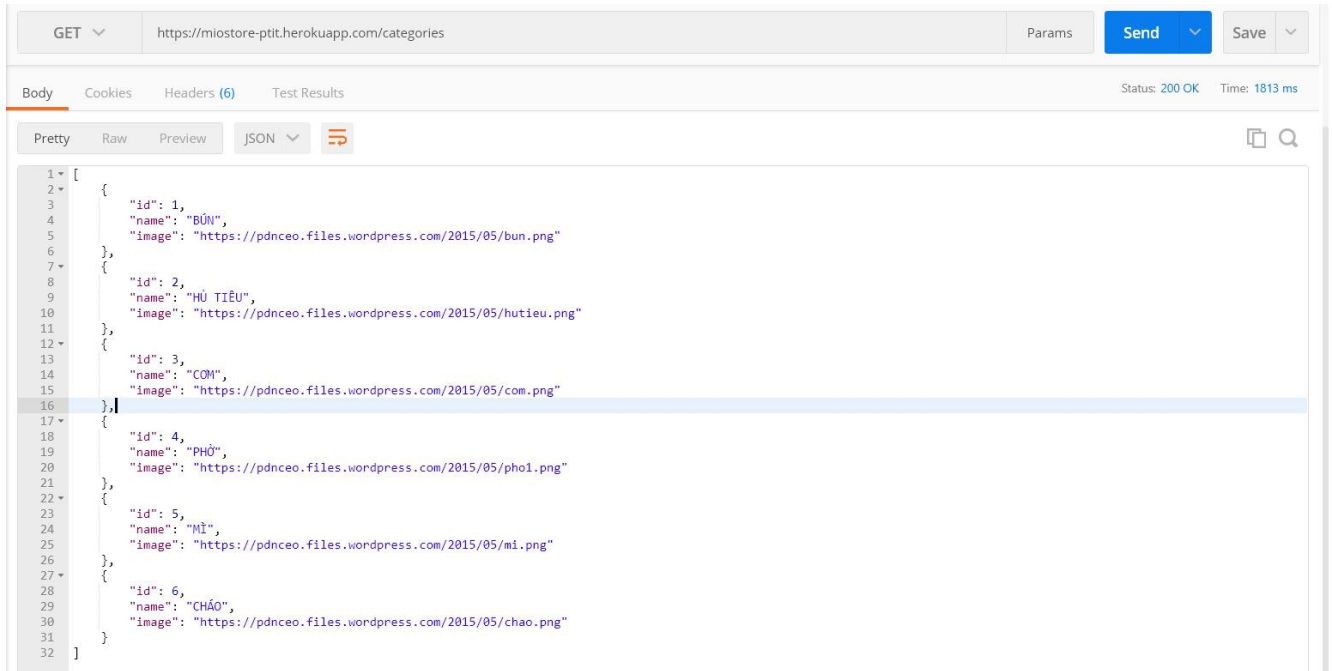 GET https://miostore-ptit.herokuapp.com/categories Params Send Save
Body Cookies Headers (6) Test Results Status: 200 OK Time: 1813 ms
Pretty Raw Preview JSON
1 [
2 {
3 "id": 1,
4 "name": "BÚN",
5 "image": "https://pdnceo.files.wordpress.com/2015/05/bun.png"
6 },
7 {
8 "id": 2,
9 "name": "HỦ TIẾU",
10 "image": "https://pdnceo.files.wordpress.com/2015/05/hutieu.png"
11 },
12 {
13 "id": 3,
14 "name": "CƠM",
15 "image": "https://pdnceo.files.wordpress.com/2015/05/com.png"
16 },
17 {
18 "id": 4,
19 "name": "PHỞ",
20 "image": "https://pdnceo.files.wordpress.com/2015/05/pho1.png"
21 },
22 {
23 "id": 5,
24 "name": "MÌ",
25 "image": "https://pdnceo.files.wordpress.com/2015/05/mi.png"
26 },
27 {
28 "id": 6,
29 "name": "CHÁO",
30 "image": "https://pdnceo.files.wordpress.com/2015/05/chao.png"
31 }
32 ]